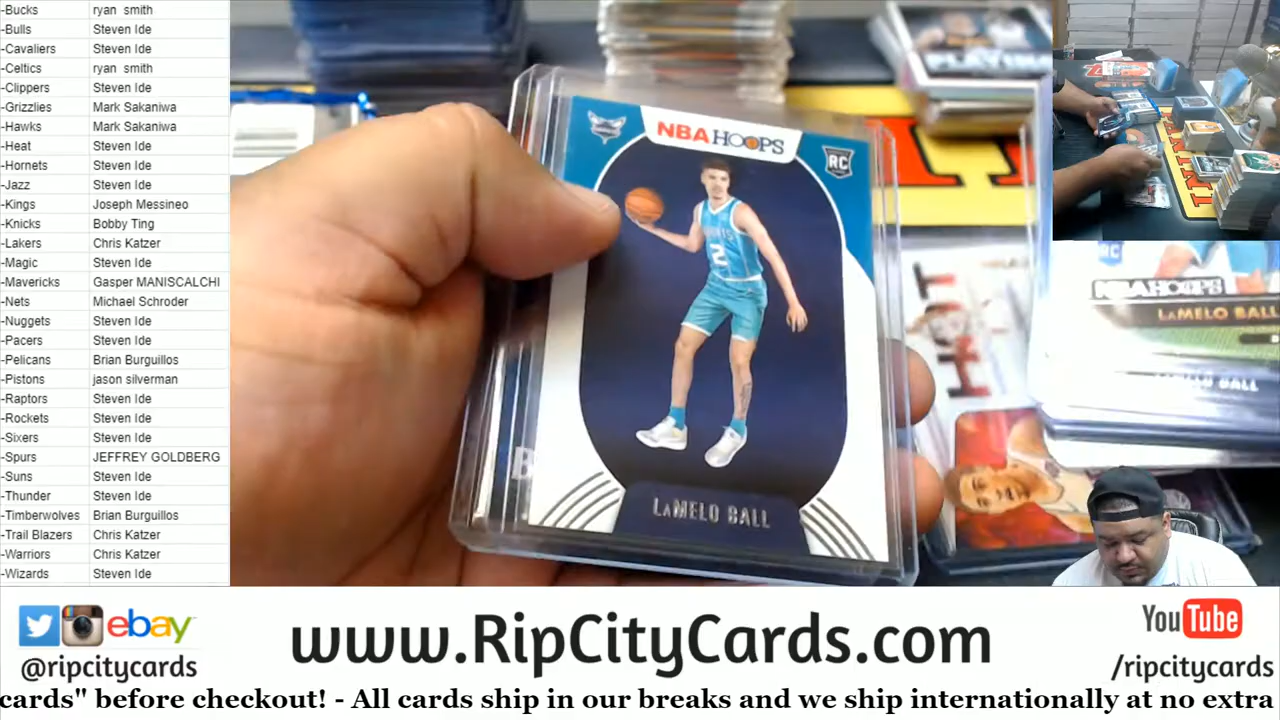 -Bucks ryan smith
-Bulls Steven Ide
-Cavaliers Steven Ide
-Celtics ryan smith
-Clippers Steven Ide
-Grizzlies Mark Sakaniwa
-Hawks Mark Sakaniwa
-Heat Steven Ide
-Hornets Steven Ide
-Jazz Steven Ide
-Kings Joseph Messineo
-Knicks Bobby Ting
-Lakers Chris Katzer
-Magic Steven Ide
-Mavericks Gasper MANISCALCHI
-Nets Michael Schroder
-Nuggets Steven Ide
-Pacers Steven Ide
-Pelicans Brian Burguillos
-Pistons jason silverman
-Raptors Steven Ide
-Rockets Steven Ide
-Sixers Steven Ide
-Spurs JEFFREY GOLDBERG
-Suns Steven Ide
-Thunder Steven Ide
-Timberwolves Brian Burguillos
-Trail Blazers Chris Katzer
-Warriors Chris Katzer
-Wizards Steven Ide
NBA HOOPS
RC
2
LAMELO BALL
RC
NBA HOOPS
LAMELO BALL
LAMELO BALL
ebay
@ripcitycards
www.RipCityCards.com
YouTube
/ripcitycards
cards" before checkout! - All cards ship in our breaks and we ship internationally at no extra